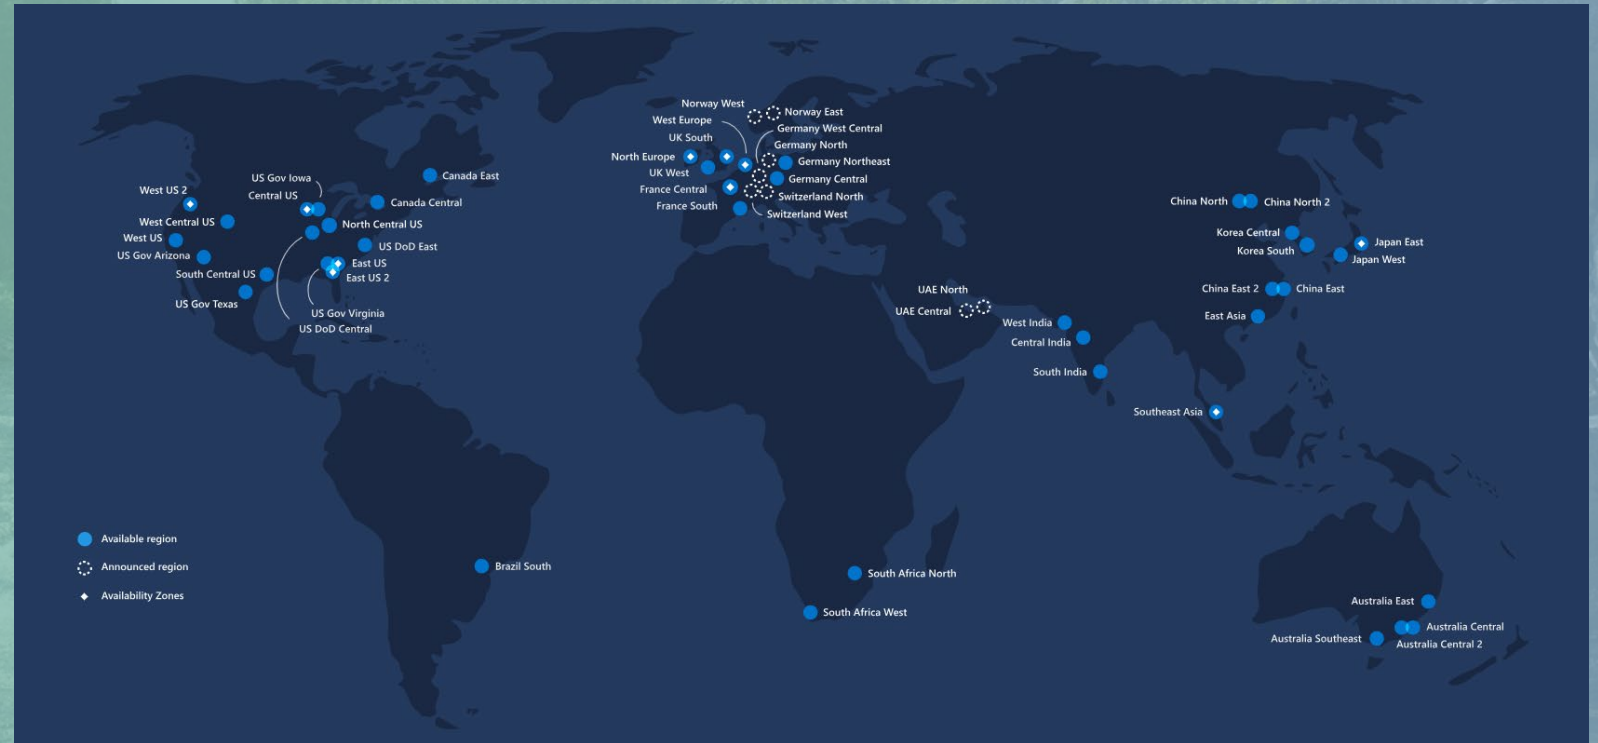 Norway West
Norway East
West Europe
Germany West Central
UK South
Germany North
North Europe
Germany Northeast
UK West
Germany Central
France Central
Switzerland North
France South
Switzerland West
Canada East
US Gov Iowa
West US 2
Central US
Canada Central
West Central US
North Central US
West US
US DoD East
US Gov Arizona
East US
South Central US
East US 2
US Gov Texas
US Gov Virginia
US DoD Central
China North
China North 2
Korea Central
Japan East
Korea South
Japan West
China East 2
China East
East Asia
UAE North
UAE Central
West India
Central India
South India
Southeast Asia
Available region
Announced region
Availability Zones
Brazil South
South Africa North
South Africa West
Australia East
Australia Central
Australia Southeast
Australia Central 2